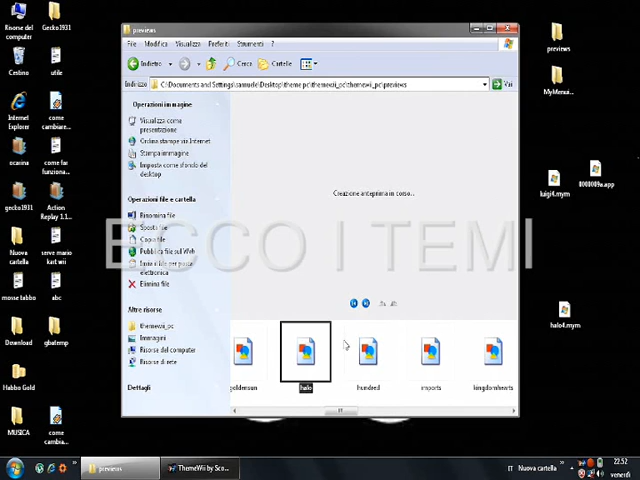 Risorse del computer
Gecko1931
Cestino
utile
Internet Explorer
come cambiare...
ocarina
come far funziona...
gecko1931
Action Replay 1.1...
Nuova cartella
serve mario kart wii
mosse tabbo
abc
Download
gbatemp
Habbo Gold
MUSICA
come cambiare...
previews
File Modifica Visualizza Preferiti Strumenti ?
Indietro Cerca Cartelle
Indirizzo C:\Documents and Settings\samuele\Desktop\theme pc\themewii_pc\themewii_pc\previews Vai
Operazioni immagine
Visualizza come presentazione
Ordina stampe via Internet
Stampa immagine
Imposta come sfondo del desktop
Operazioni file e cartella
Rinomina file
Sposta file
Copia file
Pubblica file sul Web
Invia il file per posta elettronica
Elimina file
Altre risorse
themewii_pc
Immagini
Risorse del computer
Risorse di rete
Dettagli
Creazione anteprima in corso...
ECCO I TEMI
goldensun
halo
hundred
imports
kingdomhearts
previews
MyMenui...
luigi4.mym
0000009a.app
halo4.mym
previews
ThemeWii by Sco...
IT
Nuova cartella
22.52
venerdì